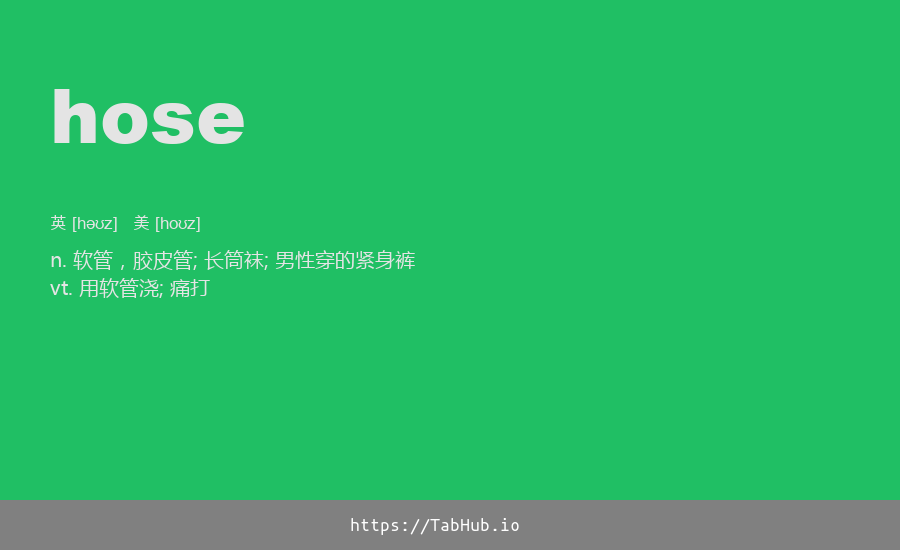 hose
英 [həʊz] 美 [hoʊz]
n. 软管，胶皮管; 长筒袜; 男性穿的紧身裤
vt. 用软管浇; 痛打
https://TabHub.io